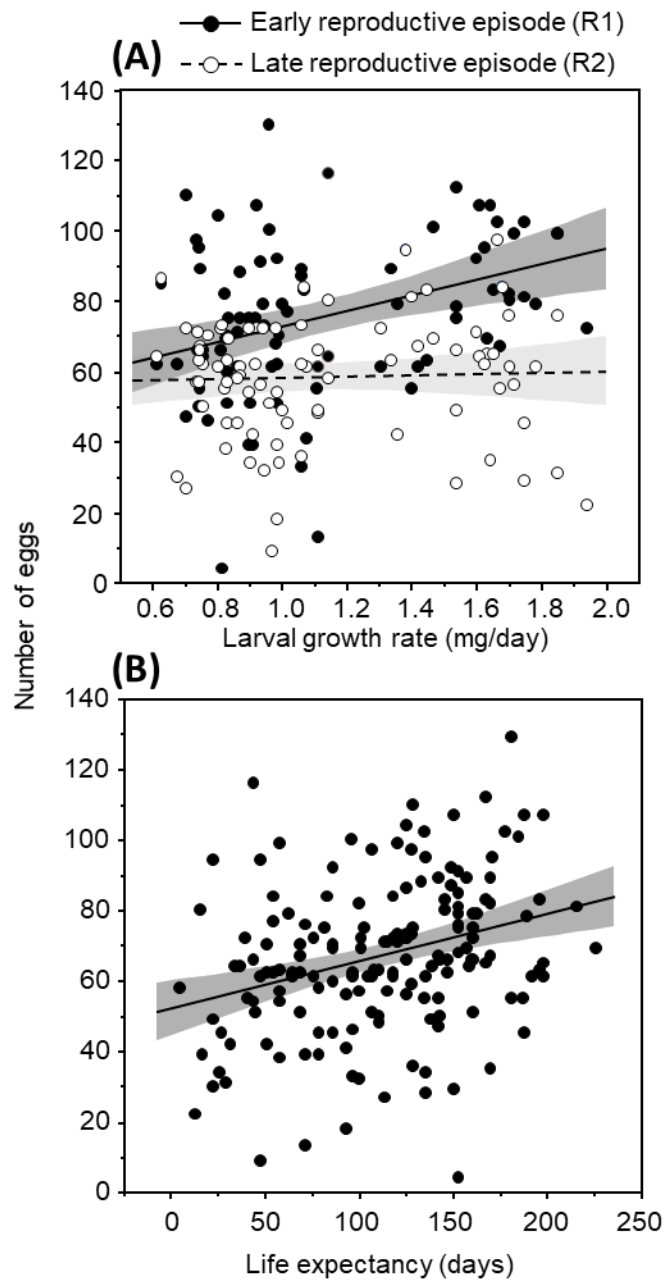 Early reproductive episode (R1)
(A)
Late reproductive episode (R2)
140
120
100
80
60
40
20
0
0.6 0.8 1.0 1.2 1.4 1.6 1.8 2.0
Larval growth rate (mg/day)
Number of eggs
(B)
140
120
100
80
60
40
20
0
0 50 100 150 200 250
Life expectancy (days)